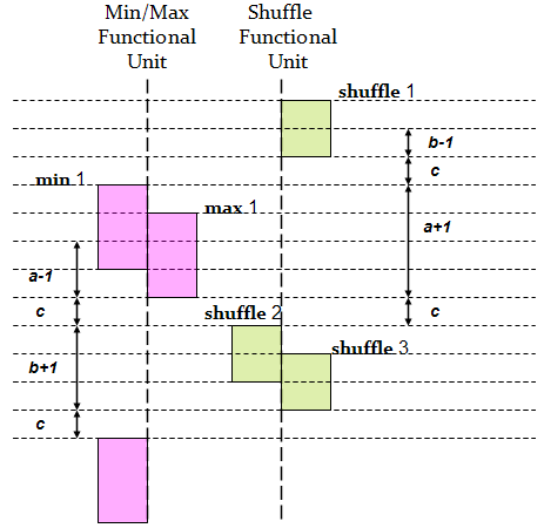 Min/Max Shuffle
Functional Functional
Unit Unit
shuffle 1
b-1
c
min 1
max 1
a+1
a-1
c
shuffle 2
c
shuffle 3
b+1
c